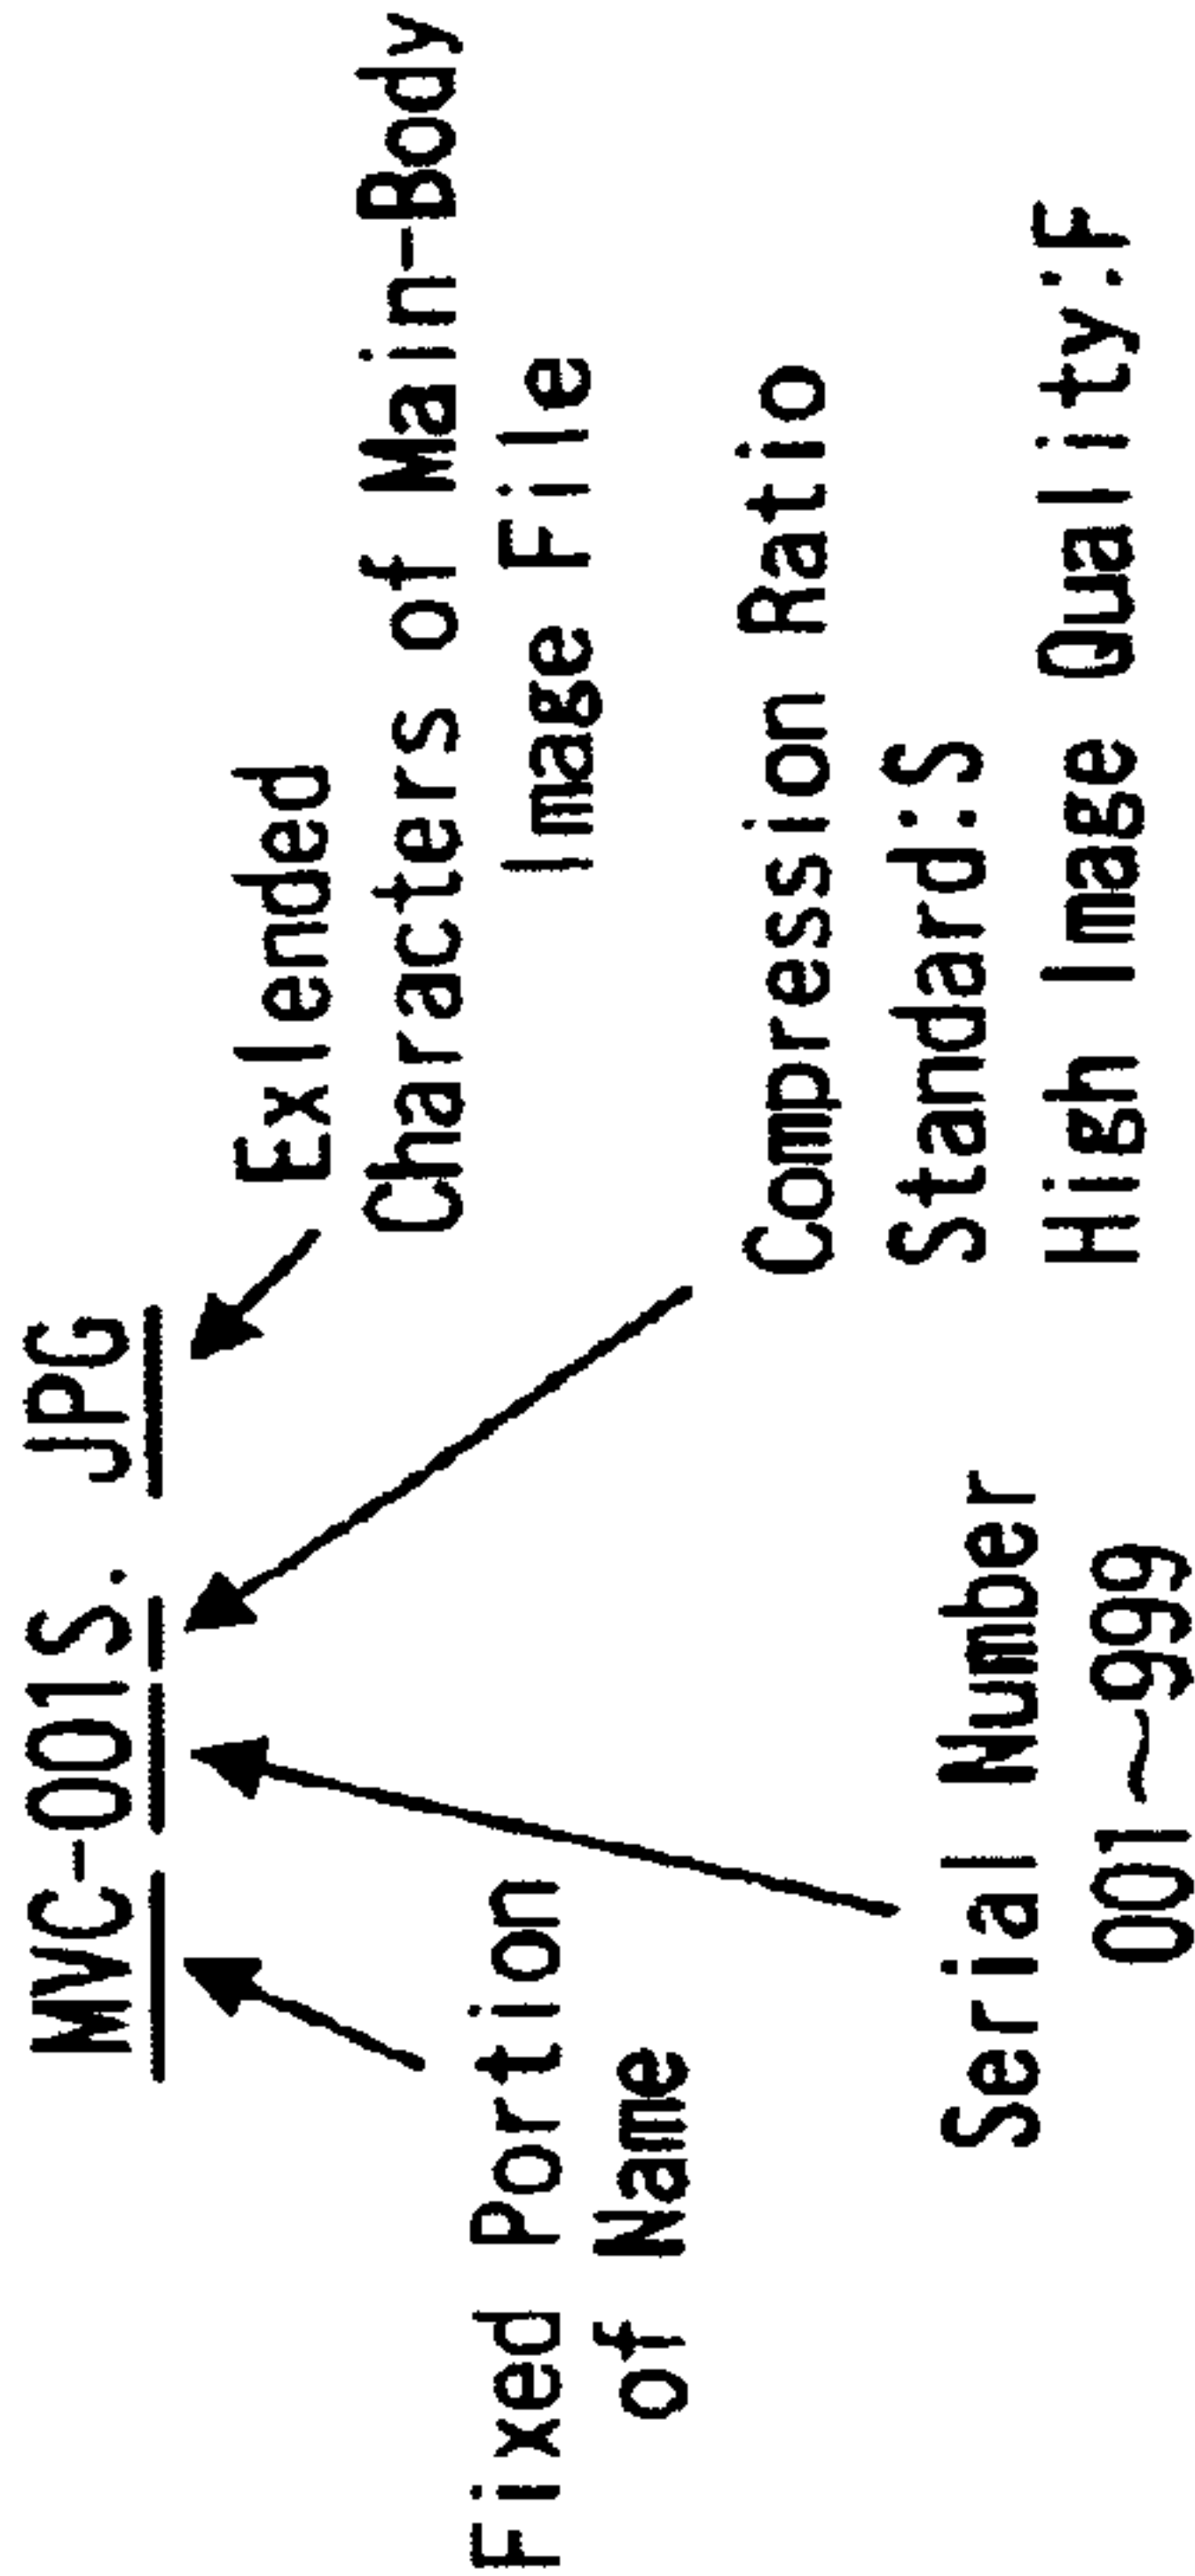 MVC-001S. JPG
Exlended
Characters of Main-Body
Image File
Compression Ratio
Standard:S
High Image Quality:F
Fixed Portion
of Name
Serial Number
001~999